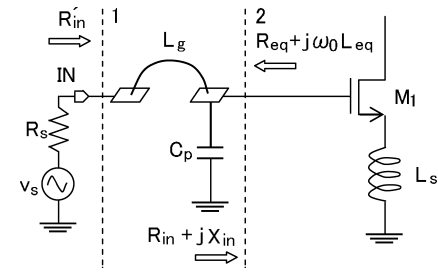 R′in
1
2
Lg
Req+jω0Leq
IN
M1
Rs
Cp
vs
Ls
Rin + jXin